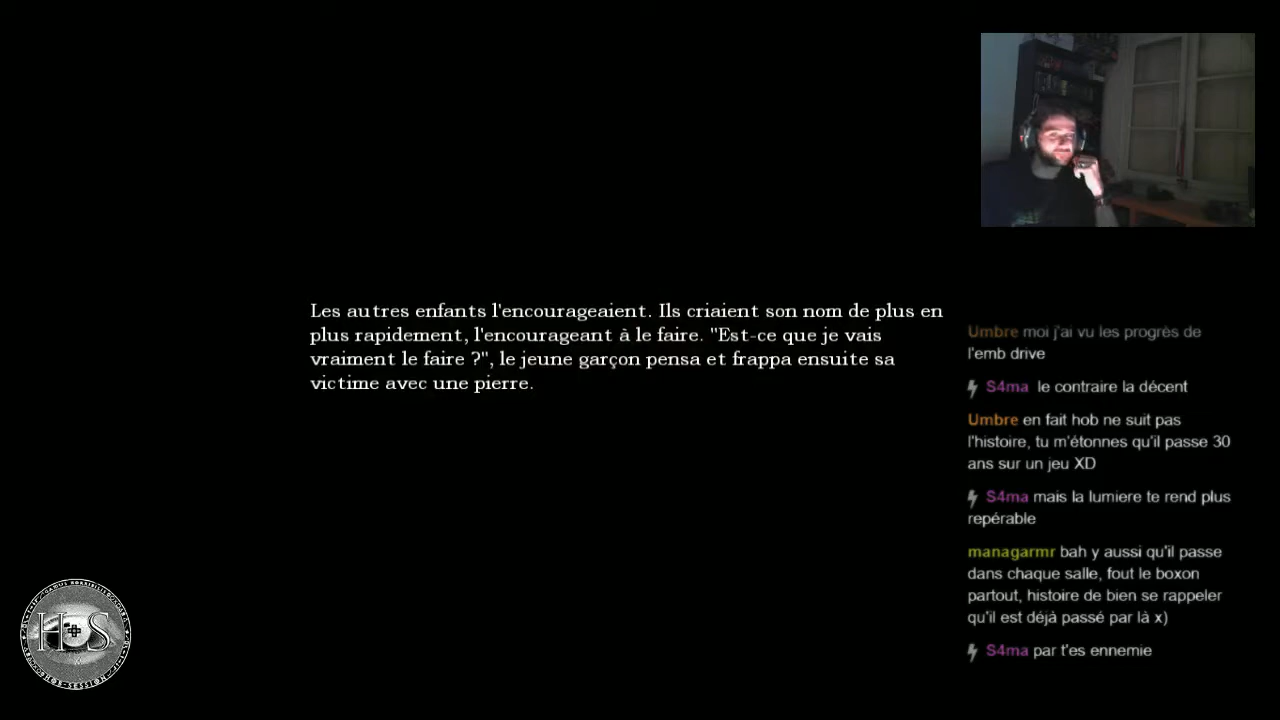 Les autres enfants l'encourageaient. Ils criaient son nom de plus en
plus rapidement, l'encourageant à le faire. "Est-ce que je vais
vraiment le faire ?", le jeune garçon pensa et frappa ensuite sa
victime avec une pierre.
Umbre moi j'ai vu les progrès de
l'emb drive
S4ma le contraire la décent
Umbre en fait hob ne suit pas
l'histoire, tu m'étonnes qu'il passe 30
ans sur un jeu XD
S4ma mais la lumiere te rend plus
repérable
managarmr bah y aussi qu'il passe
dans chaque salle, fout le boxon
partout, histoire de bien se rappeler
qu'il est déjà passé par là x)
S4ma par t'es ennemie
H S